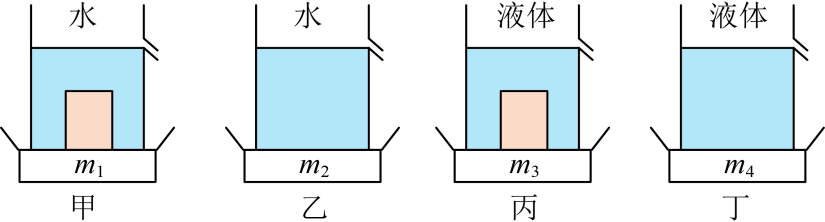 水 水 液体 液体
m₁ m₂ m₃ m₄
甲 乙 丙 丁